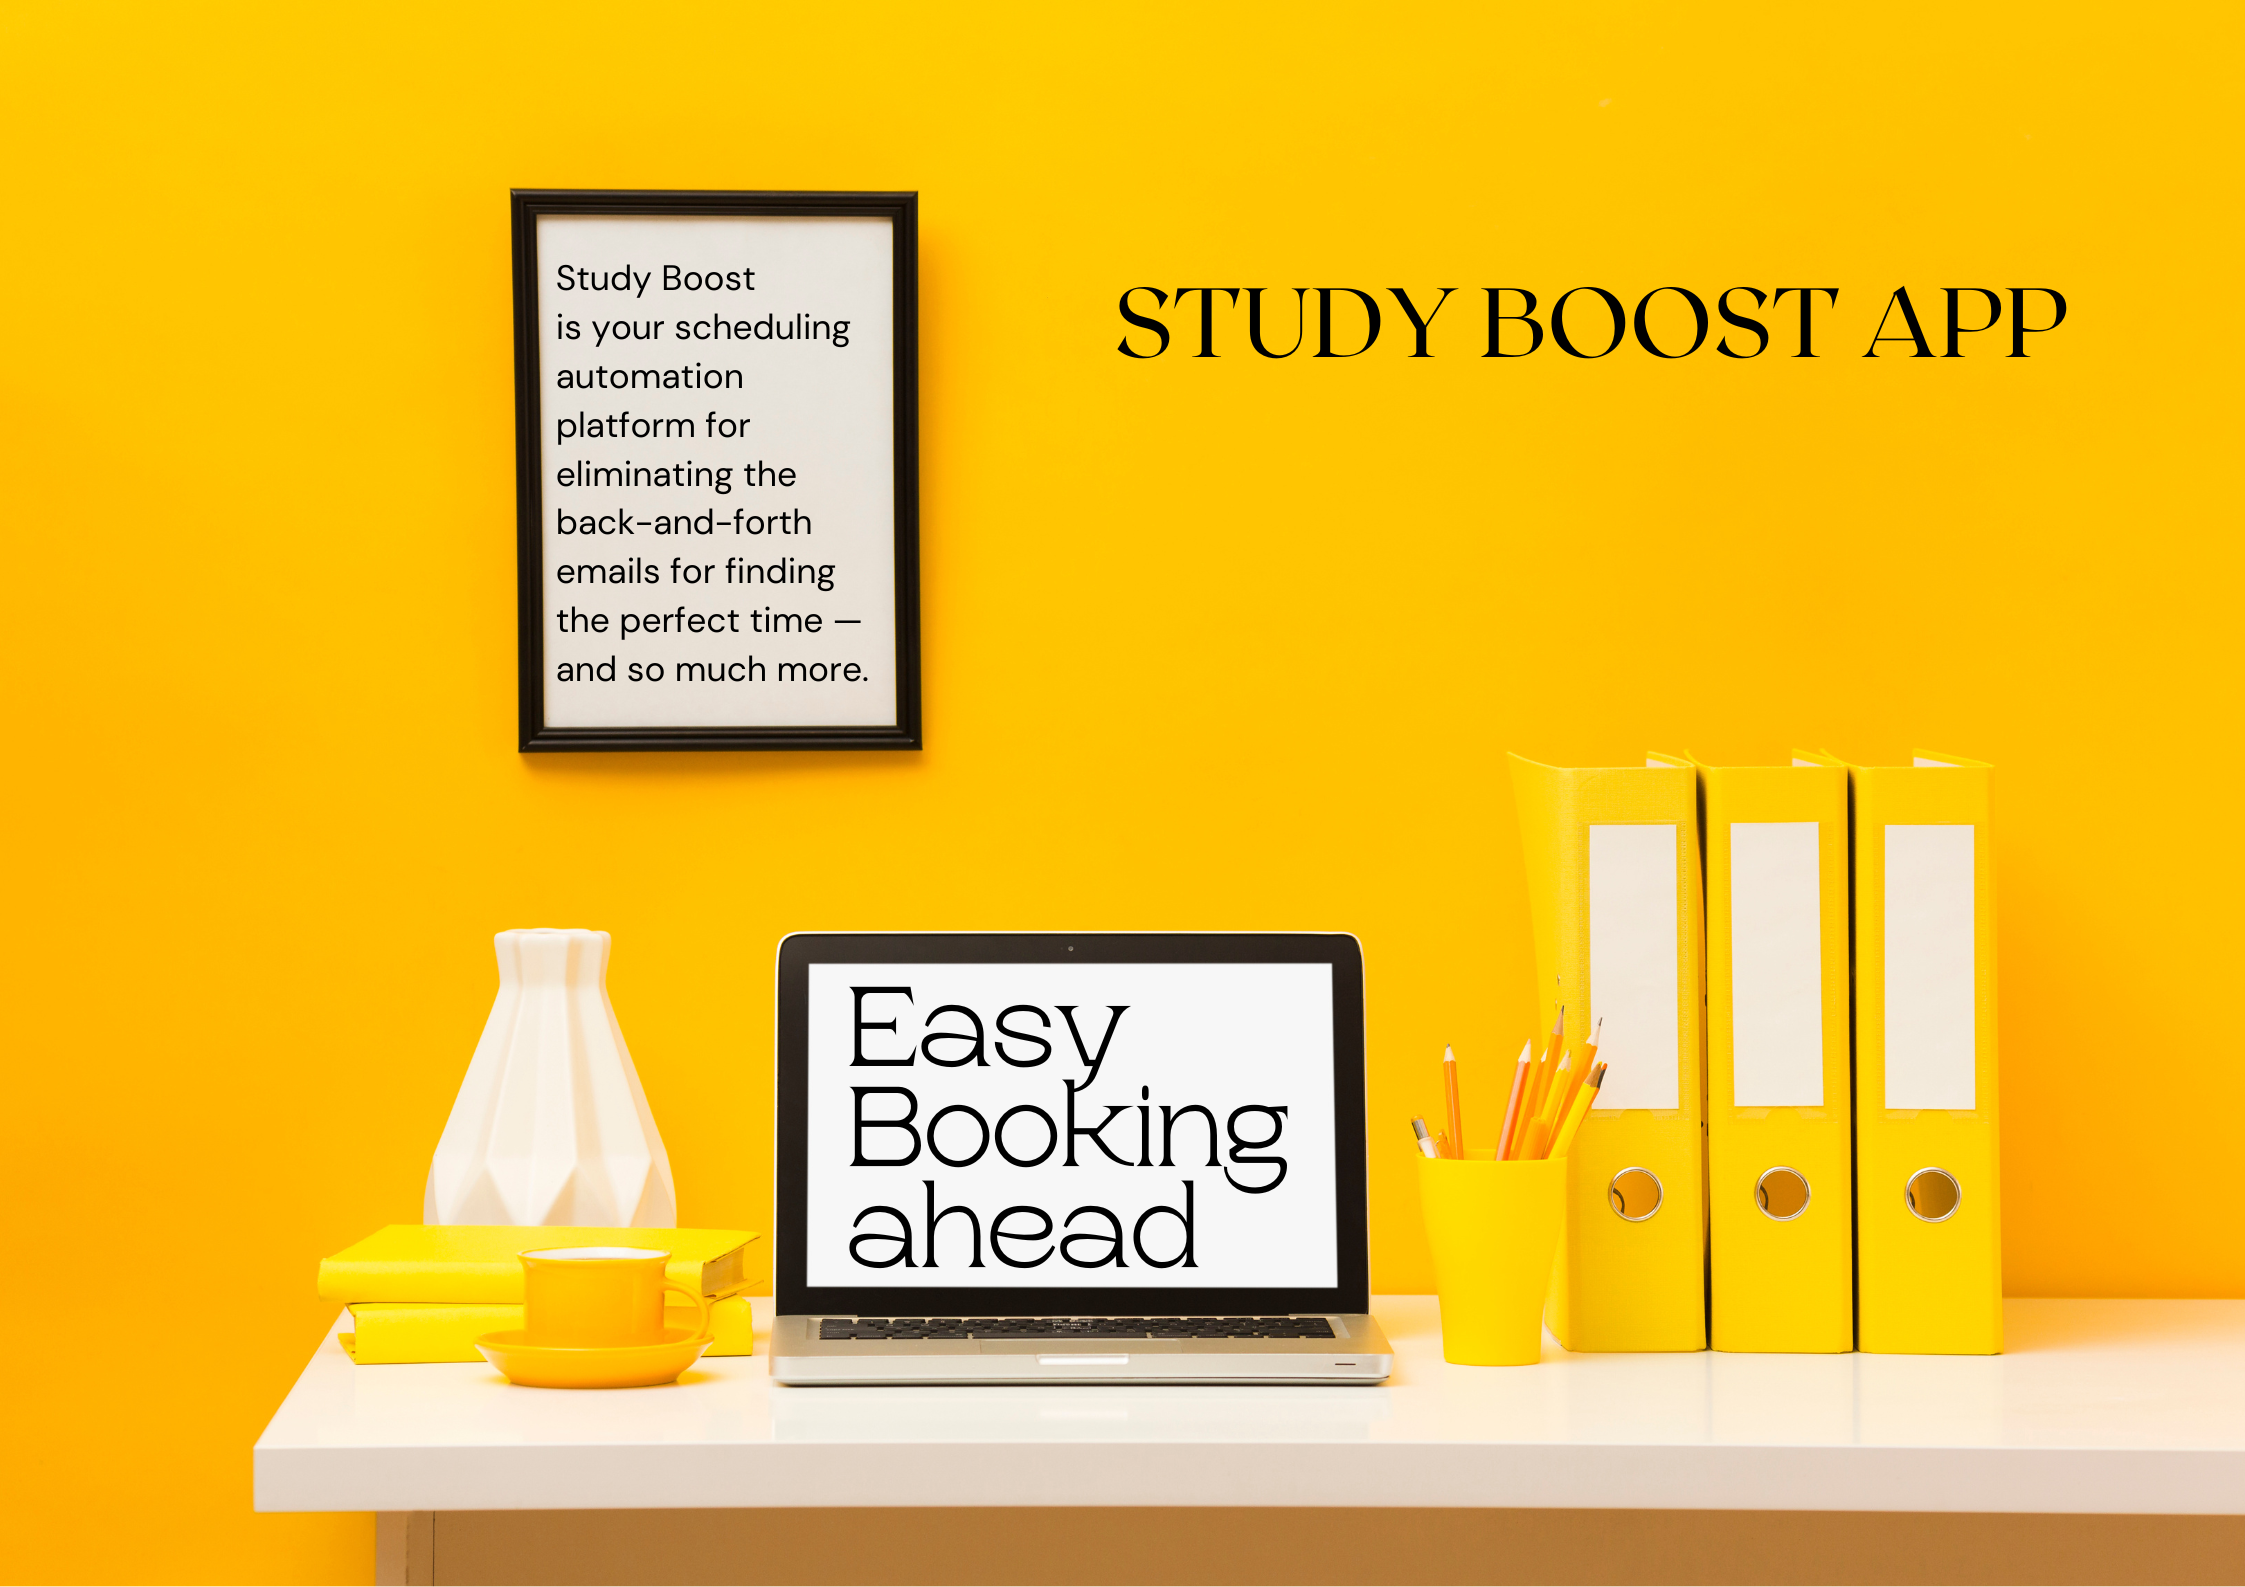 Study Boost
is your scheduling
automation
platform for
eliminating the
back-and-forth
emails for finding
the perfect time —
and so much more.
STUDY BOOST APP
Easy
Booking
ahead